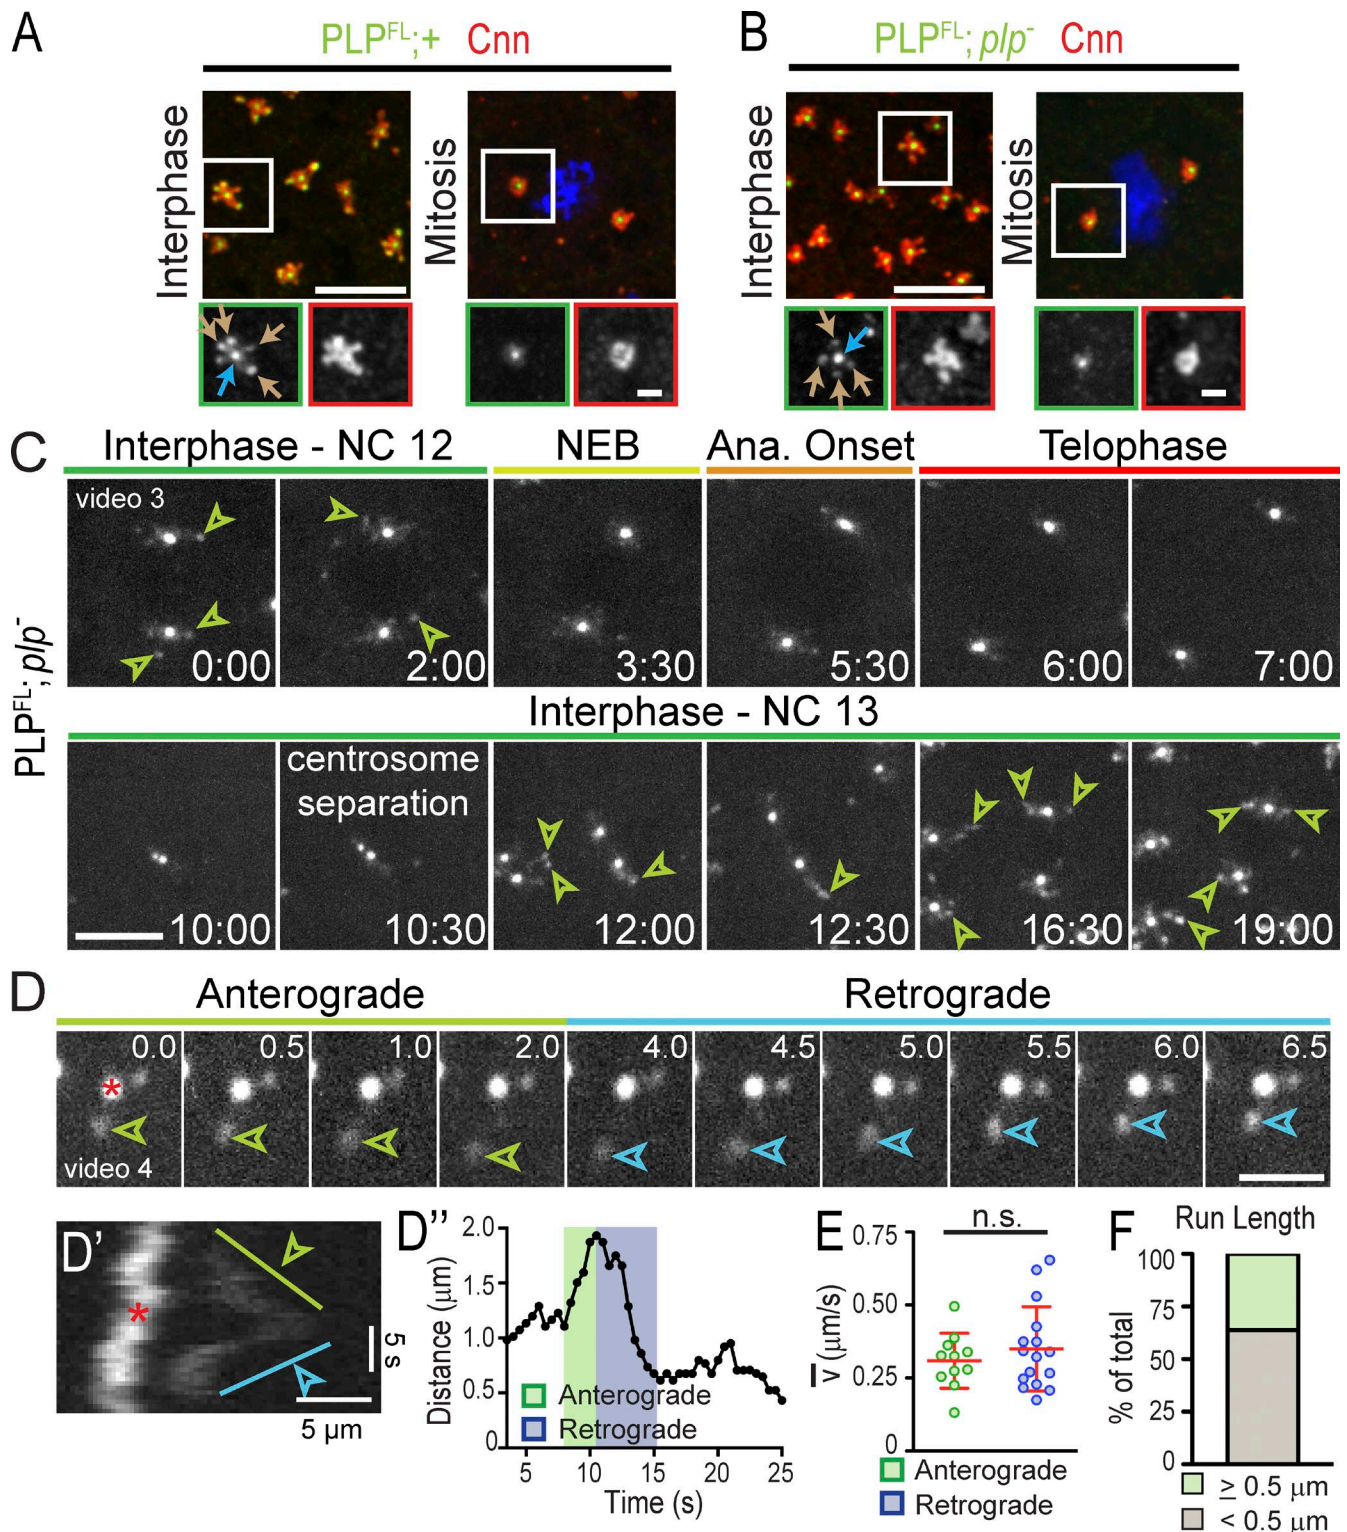 A
PLPFL;+ Cnn
Interphase
Mitosis
B
PLPFL; plp- Cnn
Interphase
Mitosis
C
Interphase - NC 12
NEB
Ana. Onset
Telophase
PLPFL; plp-
video 3
0:00
2:00
3:30
5:30
6:00
7:00
Interphase - NC 13
centrosome
separation
10:00
10:30
12:00
12:30
16:30
19:00
D
Anterograde
Retrograde
0.0
0.5
1.0
2.0
4.0
4.5
5.0
5.5
6.0
6.5
*
video 4
D'
*
5 s
5 µm
D''
Distance (µm)
2.0
1.5
1.0
0.5
0
Anterograde
Retrograde
5
10
15
20
25
Time (s)
E
n.s.
v (µm/s)
0.75
0.50
0.25
0
Anterograde
Retrograde
F
Run Length
% of total
100
75
50
25
0
≥ 0.5 µm
< 0.5 µm